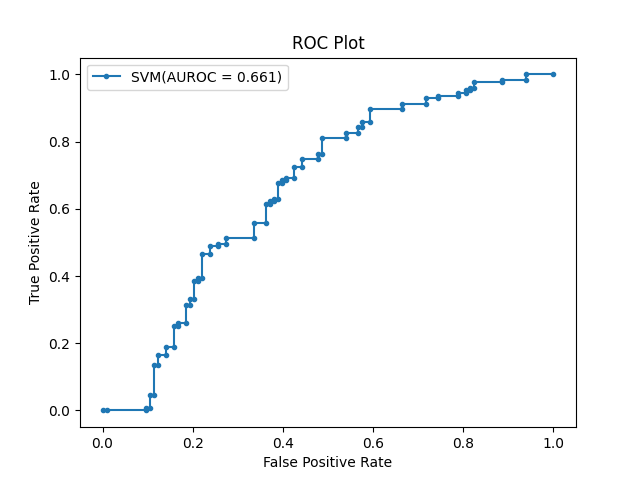 ROC Plot
SVM(AUROC = 0.661)
True Positive Rate
1.0
0.8
0.6
0.4
0.2
0.0
0.0 0.2 0.4 0.6 0.8 1.0
False Positive Rate